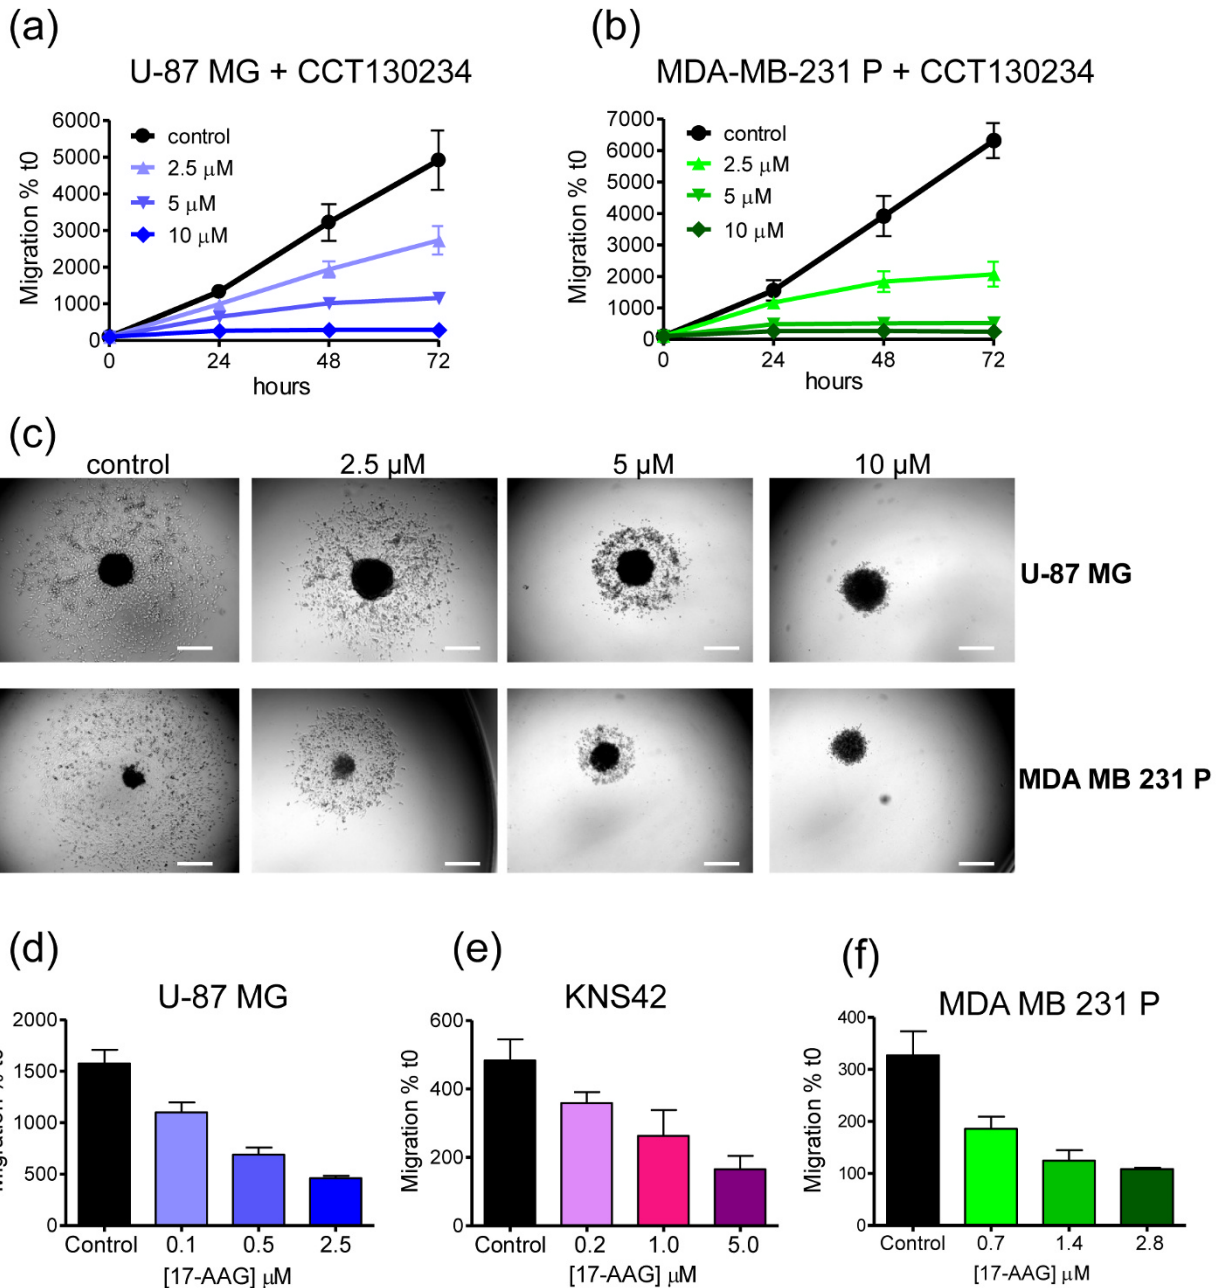 (a)
U-87 MG + CCT130234
Migration % t0
6000
5000
4000
3000
2000
1000
0
control
2.5 μM
5 μM
10 μM
0 24 48 72
hours
(b)
MDA-MB-231 P + CCT130234
Migration % t0
7000
6000
5000
4000
3000
2000
1000
0
control
2.5 μM
5 μM
10 μM
0 24 48 72
hours
(c)
control 2.5 μM 5 μM 10 μM
U-87 MG
MDA MB 231 P
(d)
U-87 MG
Migration % t0
2000
1500
1000
500
0
Control 0.1 0.5 2.5
[17-AAG] μM
(e)
KNS42
Migration % t0
600
400
200
0
Control 0.2 1.0 5.0
[17-AAG] μM
(f)
MDA MB 231 P
Migration % t0
400
300
200
100
0
Control 0.7 1.4 2.8
[17-AAG] μM